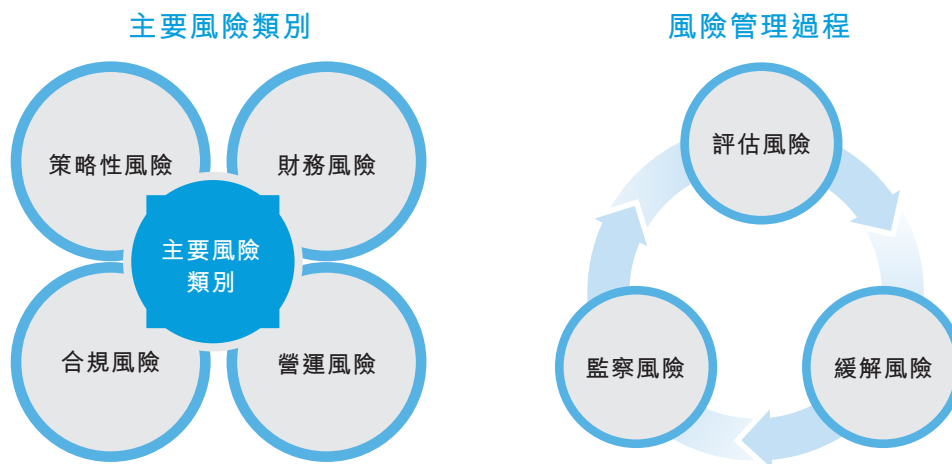 主要風險類別
策略性風險
財務風險
主要風險
類別
合規風險
營運風險
風險管理過程
評估風險
監察風險
緩解風險